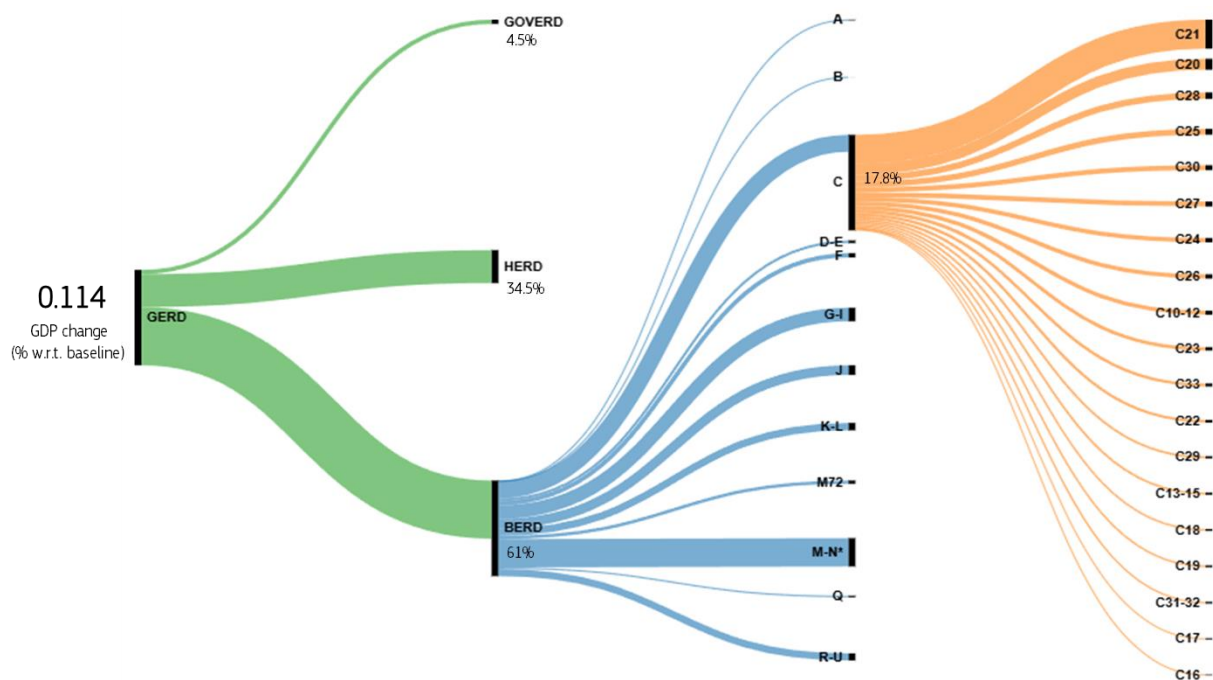 0.114
GDP change
(% w.r.t. baseline)
GERD
GOVERD
4.5%
HERD
34.5%
BERD
61%
A
B
C
17.8%
D-E
F
G-I
J
K-L
M72
M-N*
Q
R-U
C21
C20
C28
C25
C30
C27
C24
C26
C10-12
C23
C33
C22
C29
C13-15
C18
C19
C31-32
C17
C16